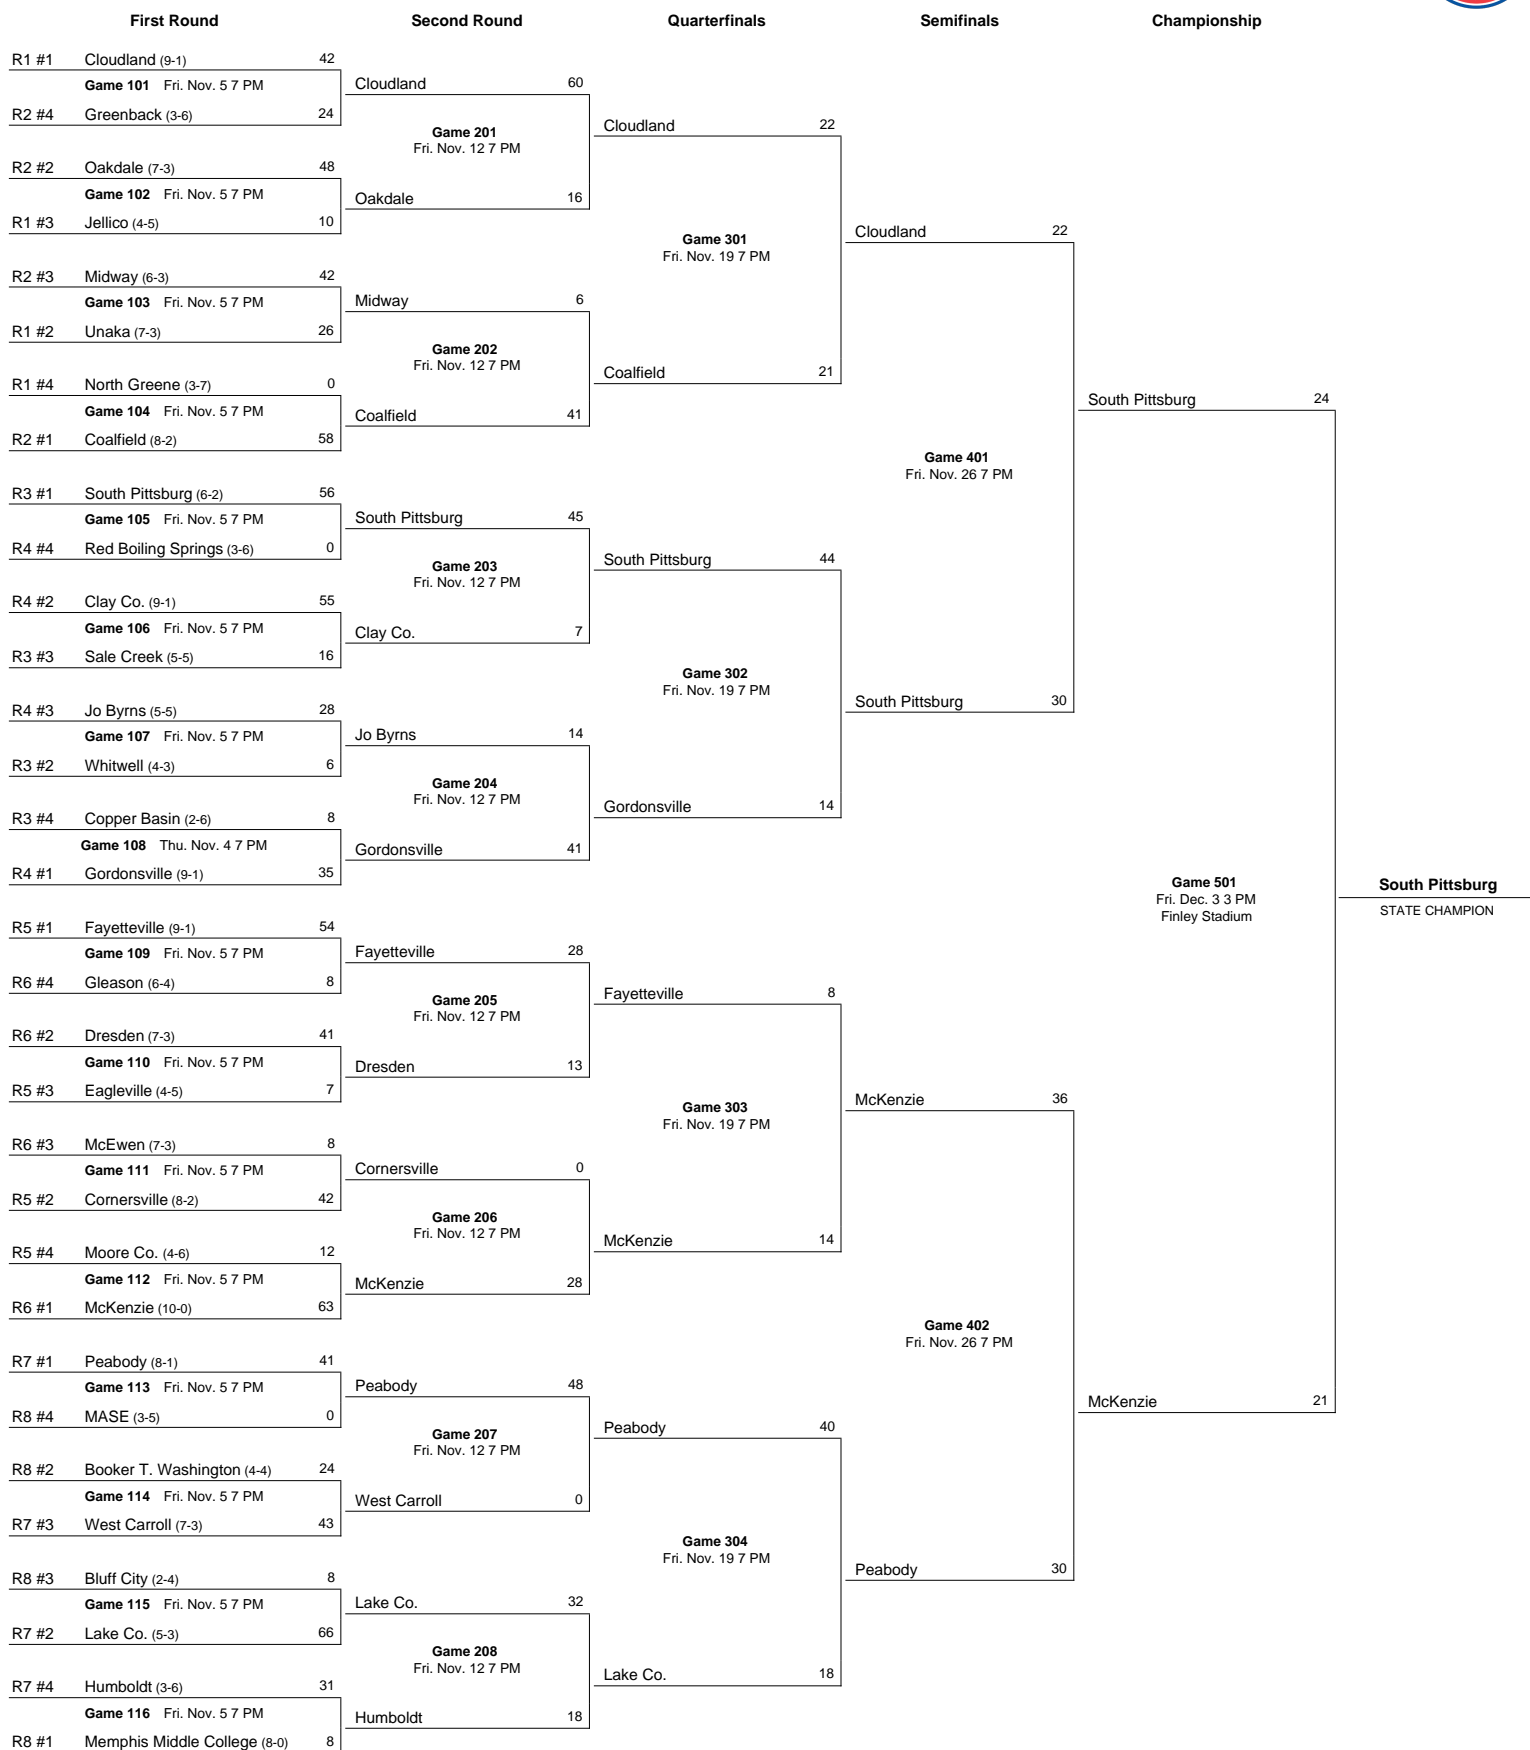 First Round
Second Round
Quarterfinals
Semifinals
Championship
R1 #1 Cloudland (9-1) 42
Game 101 Fri. Nov. 5 7 PM
R2 #4 Greenback (3-6) 24
R2 #2 Oakdale (7-3) 48
Game 102 Fri. Nov. 5 7 PM
R1 #3 Jellico (4-5) 10
R2 #3 Midway (6-3) 42
Game 103 Fri. Nov. 5 7 PM
R1 #2 Unaka (7-3) 26
R1 #4 North Greene (3-7) 0
Game 104 Fri. Nov. 5 7 PM
R2 #1 Coalfield (8-2) 58
R3 #1 South Pittsburg (6-2) 56
Game 105 Fri. Nov. 5 7 PM
R4 #4 Red Boiling Springs (3-6) 0
R4 #2 Clay Co. (9-1) 55
Game 106 Fri. Nov. 5 7 PM
R3 #3 Sale Creek (5-5) 16
R4 #3 Jo Byrns (5-5) 28
Game 107 Fri. Nov. 5 7 PM
R3 #2 Whitwell (4-3) 6
R3 #4 Copper Basin (2-6) 8
Game 108 Thu. Nov. 4 7 PM
R4 #1 Gordonsville (9-1) 35
R5 #1 Fayetteville (9-1) 54
Game 109 Fri. Nov. 5 7 PM
R6 #4 Gleason (6-4) 8
R6 #2 Dresden (7-3) 41
Game 110 Fri. Nov. 5 7 PM
R5 #3 Eagleville (4-5) 7
R6 #3 McEwen (7-3) 8
Game 111 Fri. Nov. 5 7 PM
R5 #2 Cornersville (8-2) 42
R5 #4 Moore Co. (4-6) 12
Game 112 Fri. Nov. 5 7 PM
R6 #1 McKenzie (10-0) 63
R7 #1 Peabody (8-1) 41
Game 113 Fri. Nov. 5 7 PM
R8 #4 MASE (3-5) 0
R8 #2 Booker T. Washington (4-4) 24
Game 114 Fri. Nov. 5 7 PM
R7 #3 West Carroll (7-3) 43
R8 #3 Bluff City (2-4) 8
Game 115 Fri. Nov. 5 7 PM
R7 #2 Lake Co. (5-3) 66
R7 #4 Humboldt (3-6) 31
Game 116 Fri. Nov. 5 7 PM
R8 #1 Memphis Middle College (8-0) 8
Cloudland 60
Game 201
Fri. Nov. 12 7 PM
Oakdale 16
Midway 6
Game 202
Fri. Nov. 12 7 PM
Coalfield 41
South Pittsburg 45
Game 203
Fri. Nov. 12 7 PM
Clay Co. 7
Jo Byrns 14
Game 204
Fri. Nov. 12 7 PM
Gordonsville 41
Fayetteville 28
Game 205
Fri. Nov. 12 7 PM
Dresden 13
Cornersville 0
Game 206
Fri. Nov. 12 7 PM
McKenzie 28
Peabody 48
Game 207
Fri. Nov. 12 7 PM
West Carroll 0
Lake Co. 32
Game 208
Fri. Nov. 12 7 PM
Humboldt 18
Cloudland 22
Game 301
Fri. Nov. 19 7 PM
Coalfield 21
South Pittsburg 44
Game 302
Fri. Nov. 19 7 PM
Gordonsville 14
Fayetteville 8
Game 303
Fri. Nov. 19 7 PM
McKenzie 14
Peabody 40
Game 304
Fri. Nov. 19 7 PM
Lake Co. 18
Cloudland 22
Game 401
Fri. Nov. 26 7 PM
South Pittsburg 30
McKenzie 36
Game 402
Fri. Nov. 26 7 PM
Peabody 30
South Pittsburg 24
Game 501
Fri. Dec. 3 3 PM
Finley Stadium
McKenzie 21
South Pittsburg
STATE CHAMPION